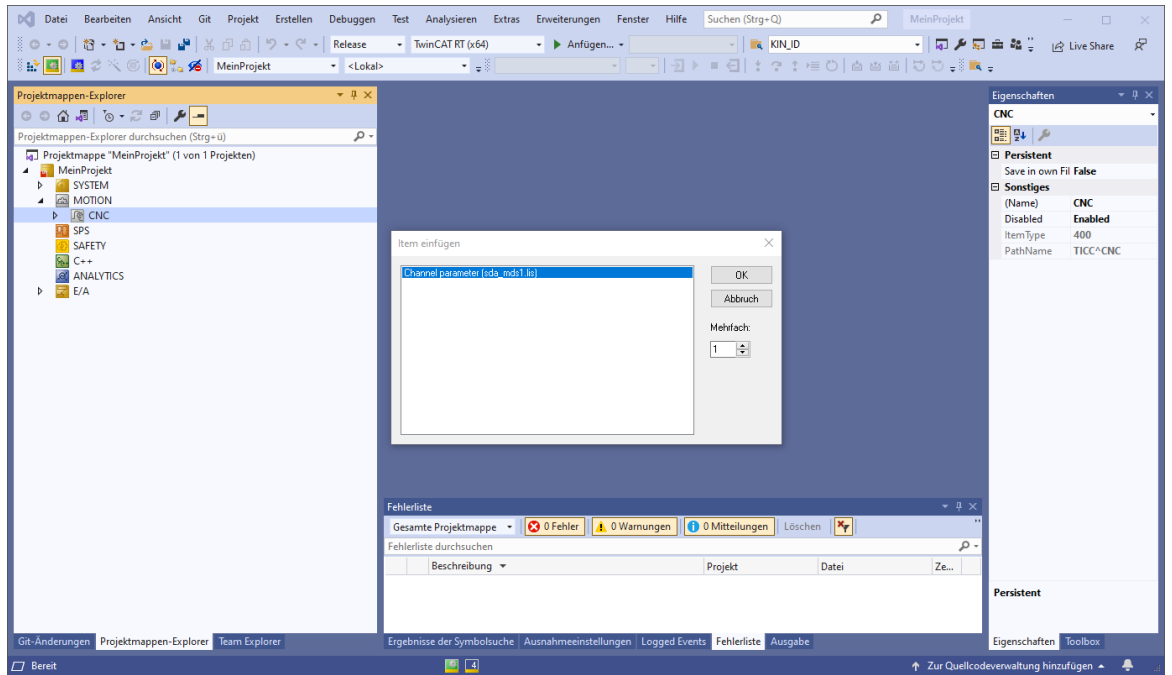 Datei Bearbeiten Ansicht Git Projekt Erstellen Debuggen Test Analysieren Extras Erweiterungen Fenster Hilfe Suchen (Strg+Q) MeinProjekt
Release TwinCAT RT (x64) Anfügen... KIN_ID Live Share
MeinProjekt <Lokal>
Projektmappen-Explorer
Projektmappen-Explorer durchsuchen (Strg+ü)
Projektmappe "MeinProjekt" (1 von 1 Projekten)
MeinProjekt
SYSTEM
MOTION
CNC
SPS
SAFETY
C++
ANALYTICS
E/A
Item einfügen
Channel parameter (sda_mds1.lis)
OK
Abbruch
Mehrfach:
1
Fehlerliste
Gesamte Projektmappe 0 Fehler 0 Warnungen 0 Mitteilungen Löschen
Fehlerliste durchsuchen
Beschreibung Projekt Datei Ze...
Eigenschaften
CNC
Persistent
Save in own Fil False
Sonstiges
(Name) CNC
Disabled Enabled
ItemType 400
PathName TICC^CNC
Persistent
Git-Änderungen Projektmappen-Explorer Team Explorer
Ergebnisse der Symbolsuche Ausnahmeeinstellungen Logged Events Fehlerliste Ausgabe
Eigenschaften Toolbox
Bereit 4 Zur Quellcodeverwaltung hinzufügen